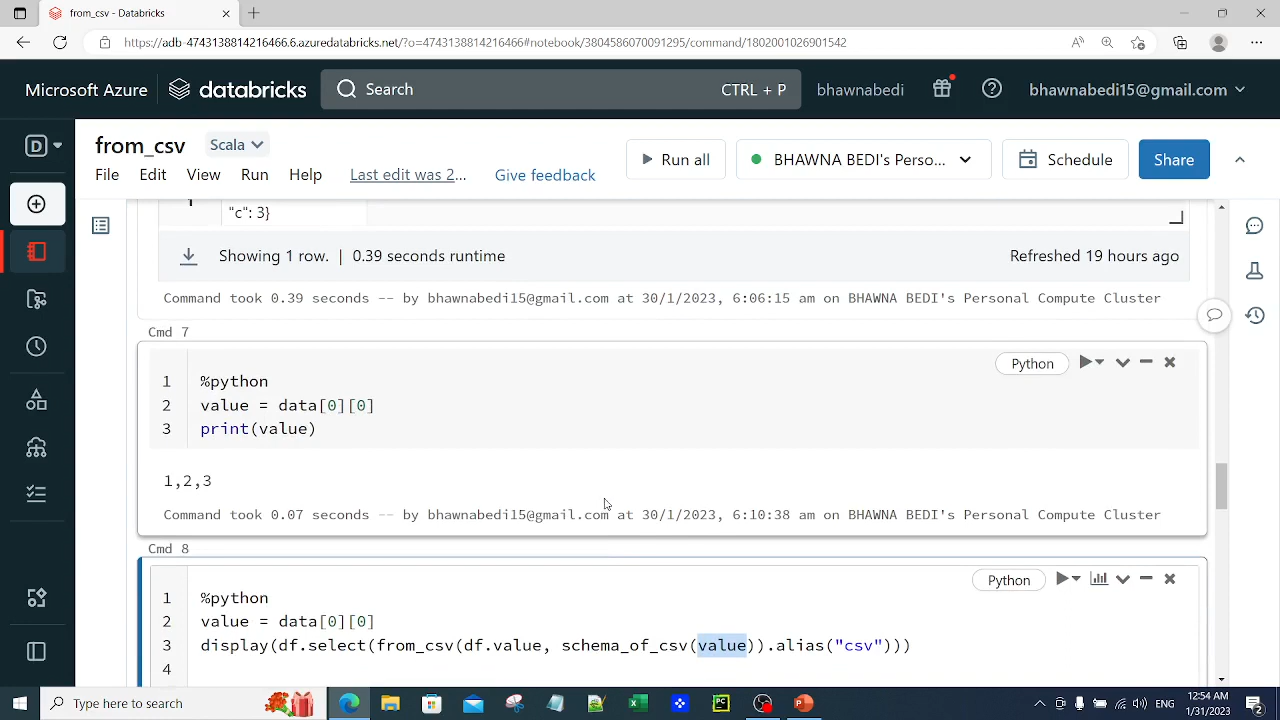 from_csv - Databricks
https://adb-4743138814216466.6.azuredatabricks.net/?o=4743138814216466#notebook/3804586070091295/command/1802001026901542
Microsoft Azure databricks Search CTRL + P bhawnabedi bhawnabedi15@gmail.com
D
from_csv Scala
Run all BHAWNA BEDI's Perso... Schedule Share
File Edit View Run Help Last edit was 2... Give feedback
1 "c": 3}
Showing 1 row. | 0.39 seconds runtime Refreshed 19 hours ago
Command took 0.39 seconds -- by bhawnabedi15@gmail.com at 30/1/2023, 6:06:15 am on BHAWNA BEDI's Personal Compute Cluster
Cmd 7
Python
1 %python
2 value = data[0][0]
3 print(value)
1,2,3
Command took 0.07 seconds -- by bhawnabedi15@gmail.com at 30/1/2023, 6:10:38 am on BHAWNA BEDI's Personal Compute Cluster
Cmd 8
Python
1 %python
2 value = data[0][0]
3 display(df.select(from_csv(df.value, schema_of_csv(value)).alias("csv")))
4
Type here to search
PC
P
ENG
12:54 AM
1/31/2023
2